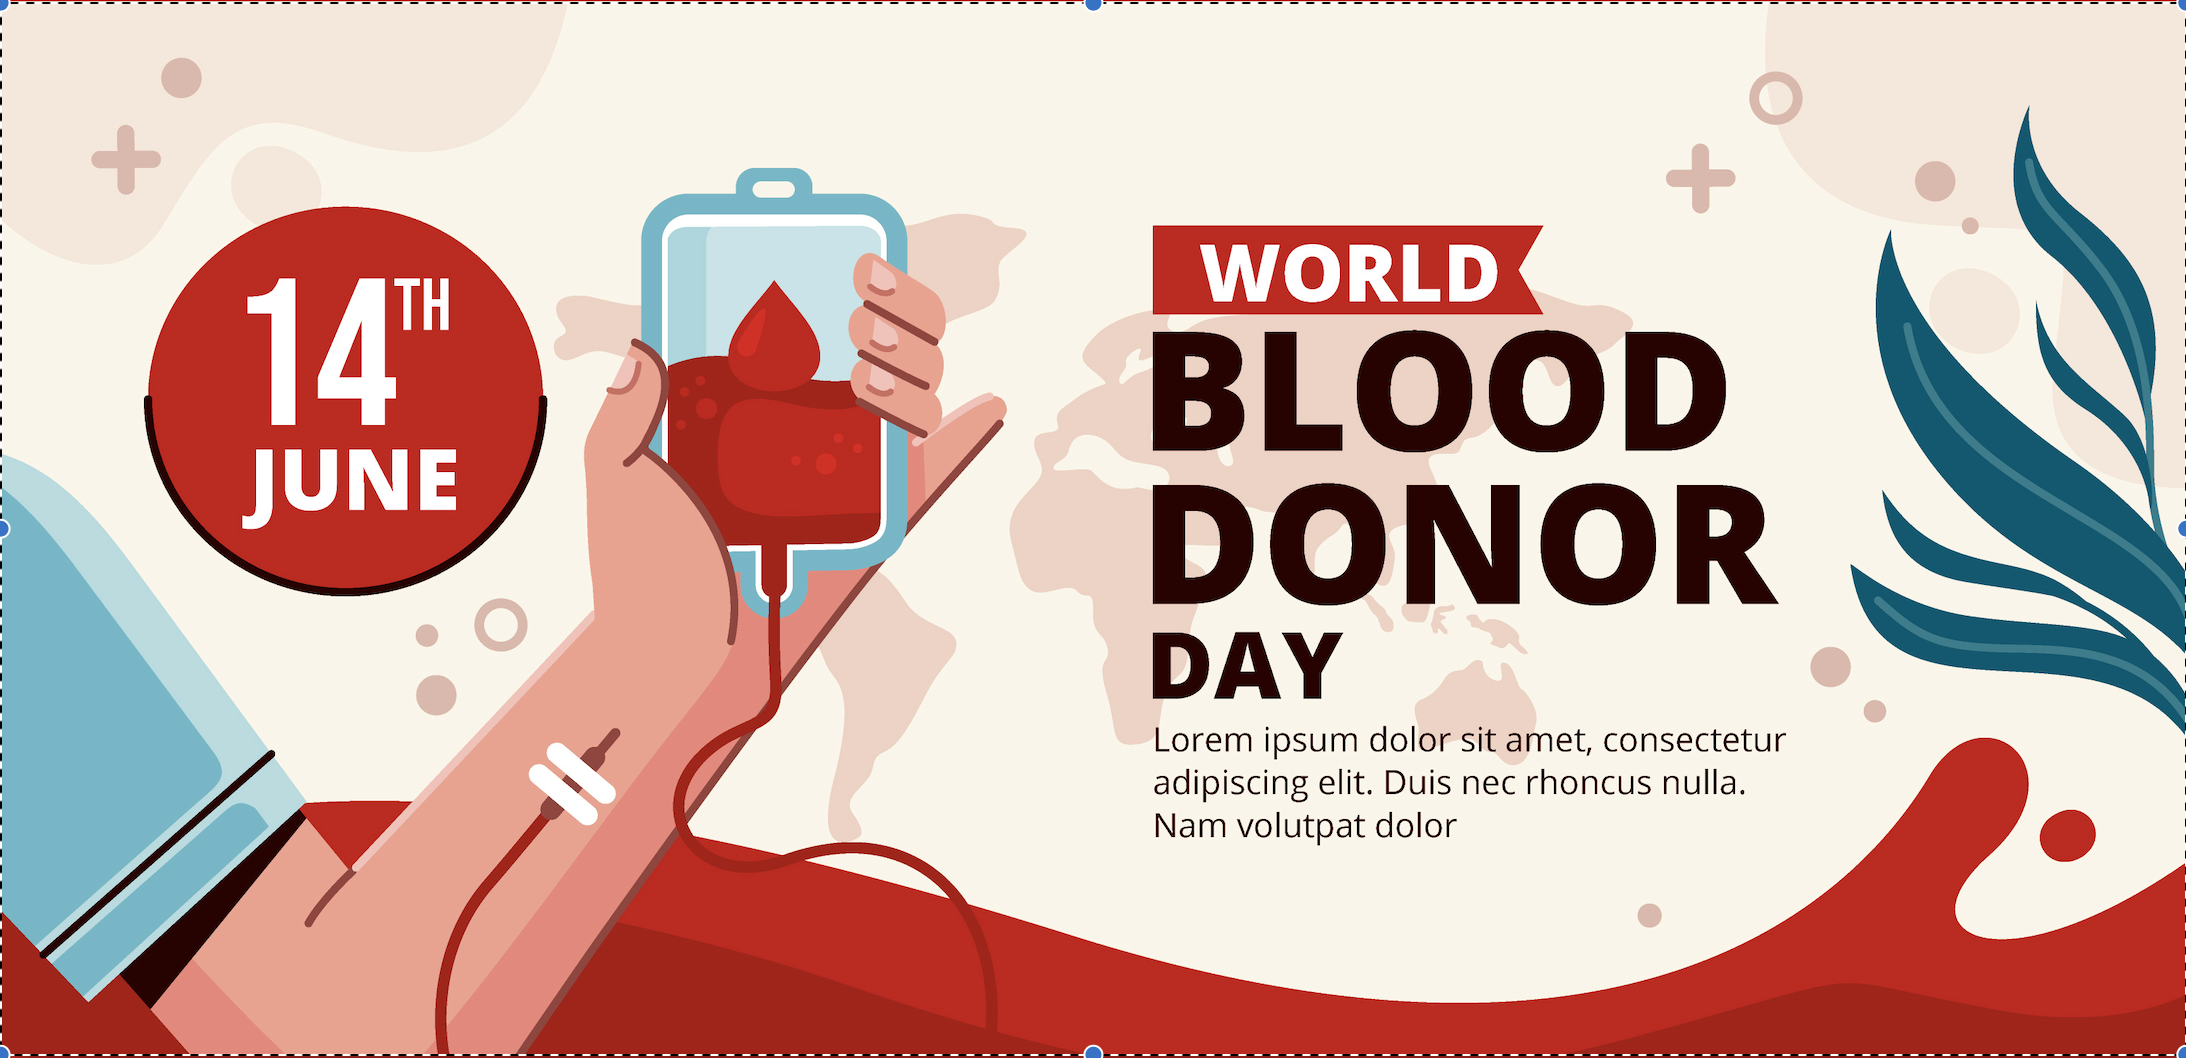 14TH
JUNE
WORLD
BLOOD
DONOR
DAY
Lorem ipsum dolor sit amet, consectetur
adipiscing elit. Duis nec rhoncus nulla.
Nam volutpat dolor